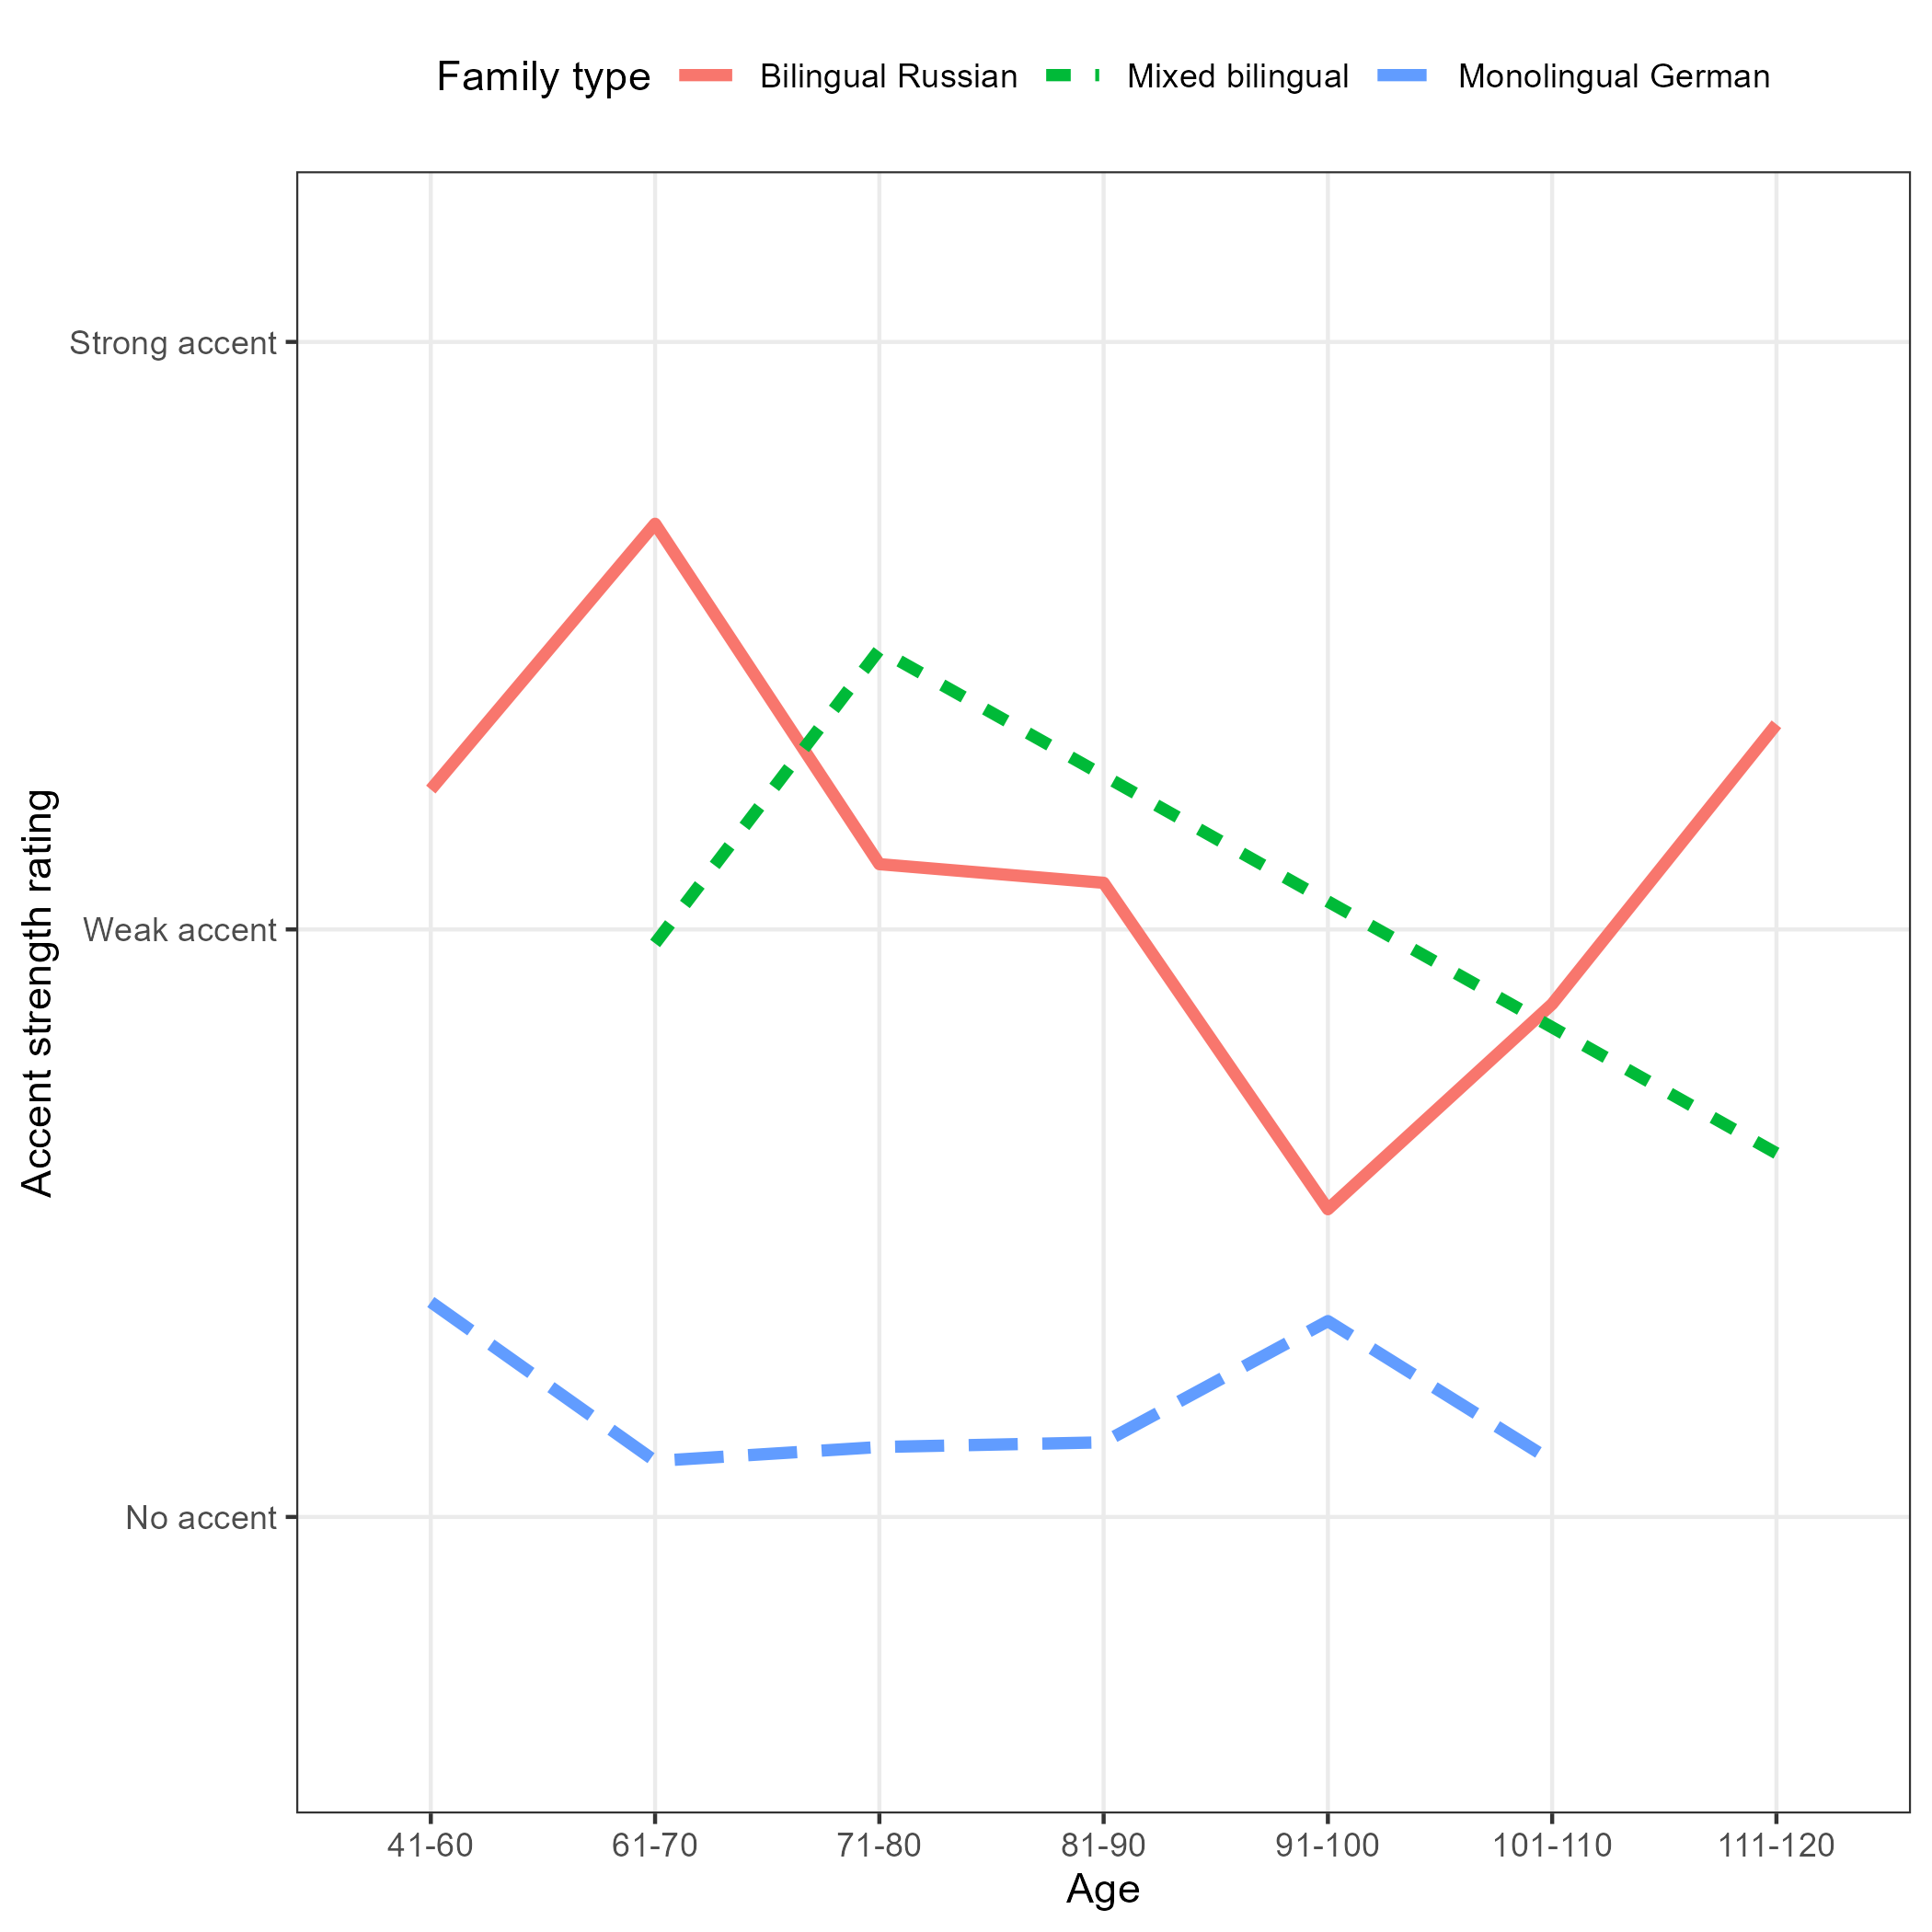 Family type Bilingual Russian Mixed bilingual Monolingual German
Strong accent
Weak accent
No accent
Accent strength rating
41-60 61-70 71-80 81-90 91-100 101-110 111-120
Age